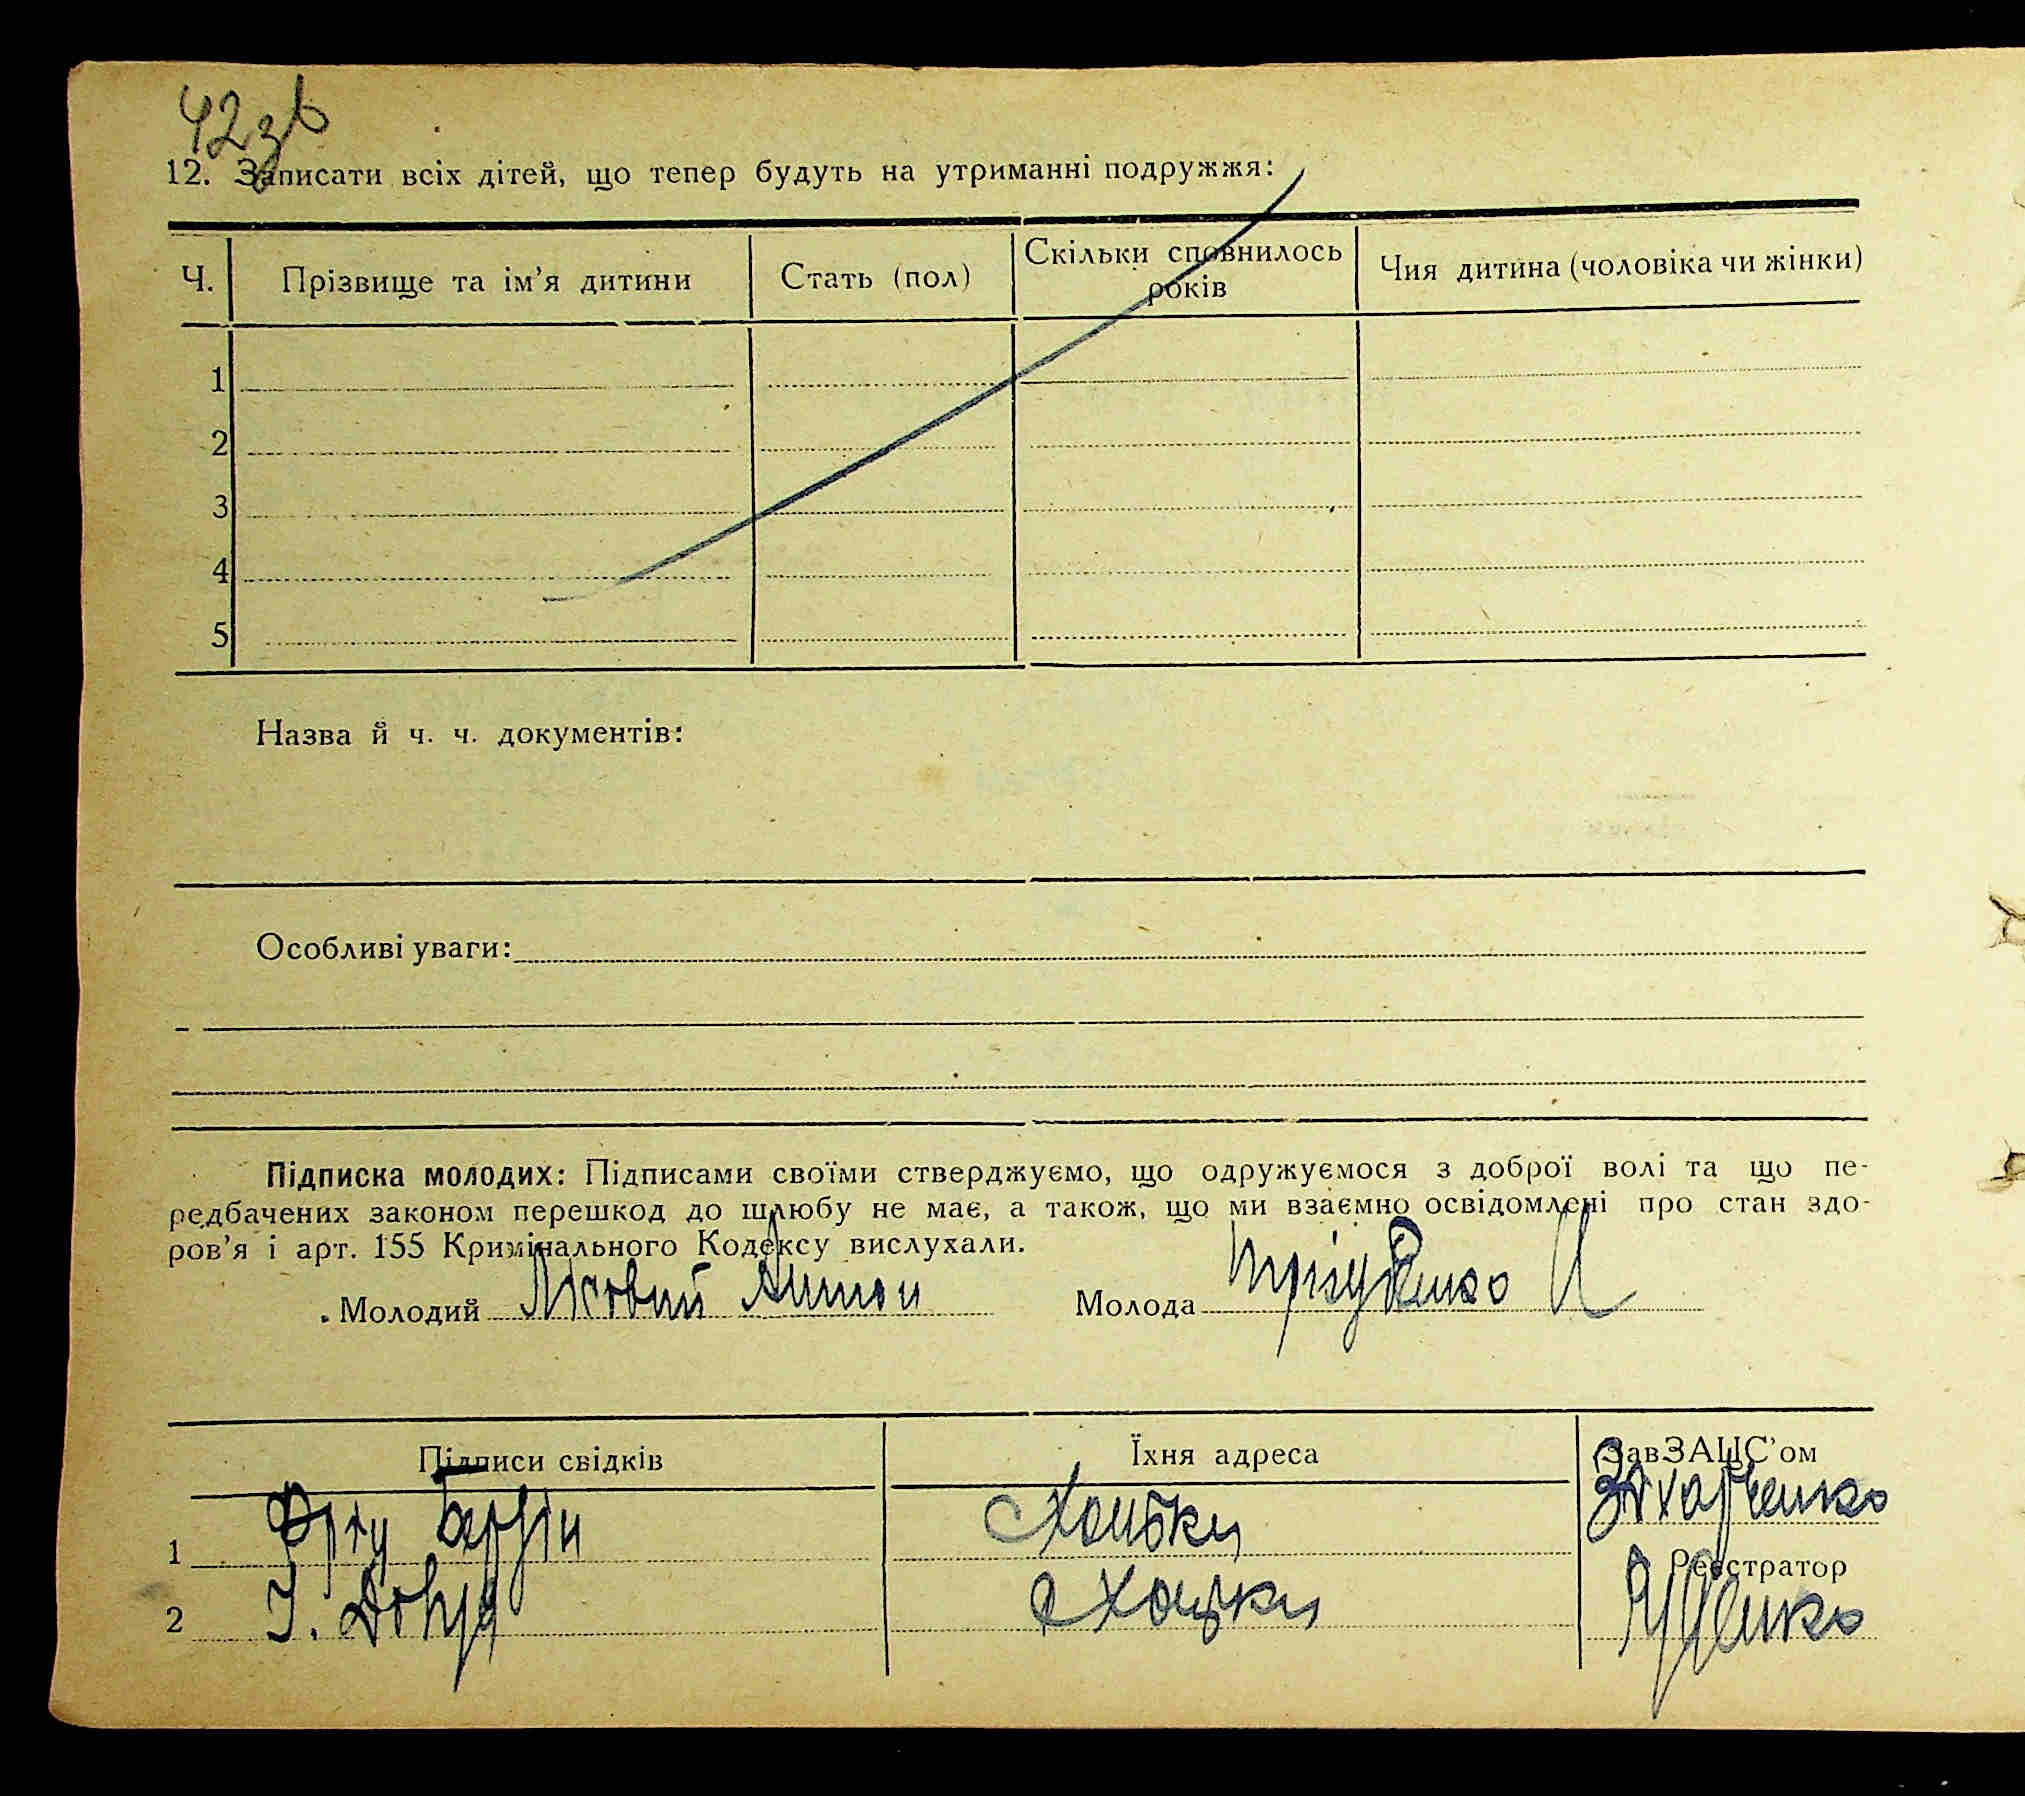 42зв
12. Записати всіх дітей, що тепер будуть на утриманні подружжя:
Ч. Прізвище та ім’я дитини Стать (пол) Скільки сповнилось років Чия дитина (чоловіка чи жінки)
1
2
3
4
5
Назва й ч. ч. документів:
Особливі уваги:
Підписка молодих: Підписами своїми стверджуємо, що одружуємося з доброї волі та що пе-
редбачених законом перешкод до шлюбу не має, а також, що ми взаємно освідомлені про стан здо-
ров’я і арт. 155 Кримінального Кодексу вислухали.
Молодий Лісовий Антон Молода
Підписи свідків Їхня адреса ЗавЗАЦС’ом
Захарченко
1
Реєстратор
2 І.